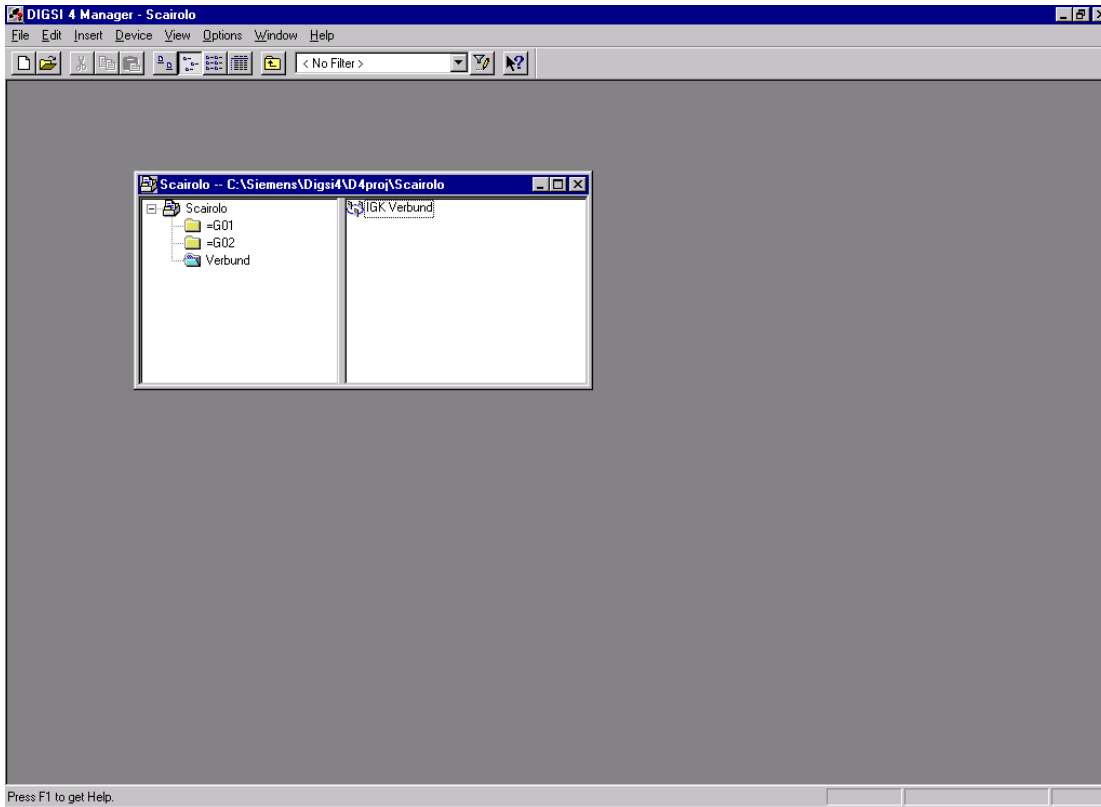 DIGSI 4 Manager - Scairolo
File Edit Insert Device View Options Window Help
< No Filter >
Scairolo -- C:\Siemens\Digsi4\D4proj\Scairolo
Scairolo
=G01
=G02
Verbund
IGK Verbund
Press F1 to get Help.